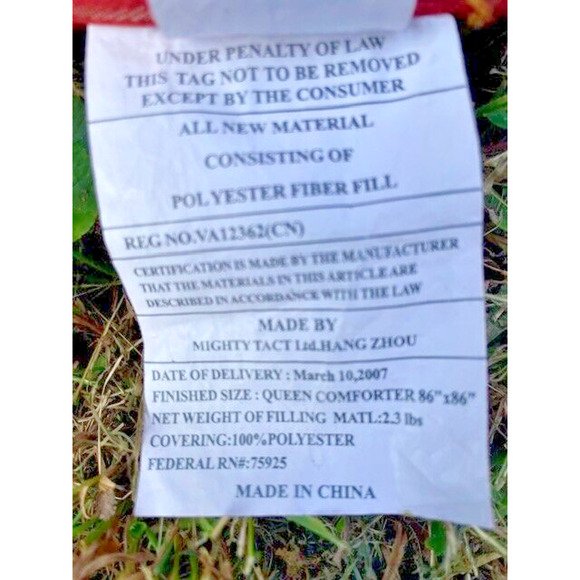 UNDER PENALTY OF LAW
THIS TAG NOT TO BE REMOVED
EXCEPT BY THE CONSUMER
ALL NEW MATERIAL
CONSISTING OF
POLYESTER FIBER FILL
REG NO.VA12362(CN)
CERTIFICATION IS MADE BY THE MANUFACTURER
THAT THE MATERIALS IN THIS ARTICLE ARE
DESCRIBED IN ACCORDANCE WITH THE LAW
MADE BY
MIGHTY TACT Ltd.HANG ZHOU
DATE OF DELIVERY : March 10,2007
FINISHED SIZE : QUEEN COMFORTER 86"x86"
NET WEIGHT OF FILLING MATL:2.3 lbs
COVERING:100%POLYESTER
FEDERAL RN#:75925
MADE IN CHINA